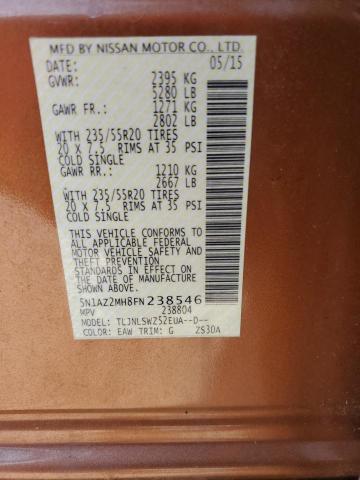 MFD BY NISSAN MOTOR CO., LTD.
DATE: 05/15
GVWR: 2395 KG
5280 LB
GAWR FR.: 1271 KG
2802 LB
WITH 235/55R20 TIRES
20 x 7.5 RIMS AT 35 PSI
COLD SINGLE
GAWR RR.: 1210 KG
2667 LB
WITH 235/55R20 TIRES
20 x 7.5 RIMS AT 35 PSI
COLD SINGLE
THIS VEHICLE CONFORMS TO ALL
APPLICABLE FEDERAL
MOTOR VEHICLE SAFETY AND
THEFT PREVENTION
STANDARDS IN EFFECT ON THE
DATE OF MANUFACTURE
SHOWN ABOVE.
5N1AZ2MH8FN238546
MPV 238804
MODEL: TLJNLSWZ52EUA--D--
COLOR: EAW TRIM: G ZS30A